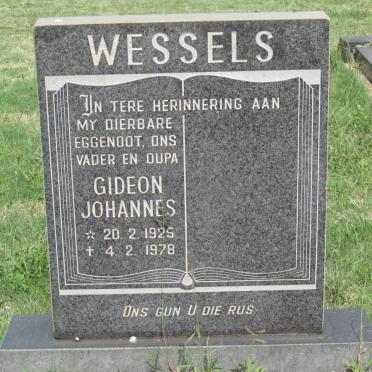 WESSELS
IN TERE HERINNERING AAN
MY DIERBARE
EGGENOOT, ONS
VADER EN OUPA
GIDEON
JOHANNES
☆ 20. 2. 1925
✝ 4. 2. 1978
ONS GUN U DIE RUS